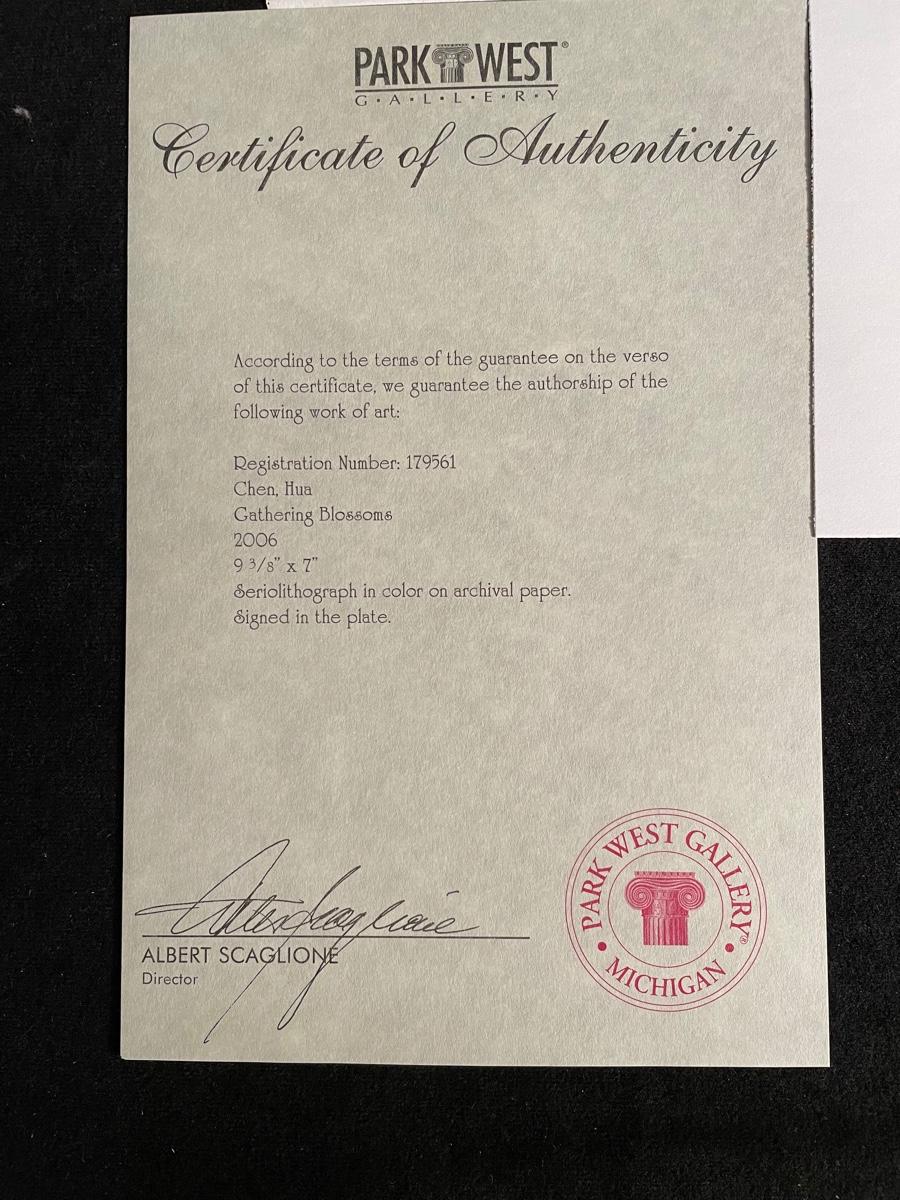 PARK WEST®
G·A·L·L·E·R·Y
Certificate of Authenticity
According to the terms of the guarantee on the verso
of this certificate, we guarantee the authorship of the
following work of art:
Registration Number: 179561
Chen, Hua
Gathering Blossoms
2006
9 3/8" x 7"
Seriolithograph in color on archival paper.
Signed in the plate.
Albert Scaglione
ALBERT SCAGLIONE
Director
PARK WEST GALLERY®
• MICHIGAN •